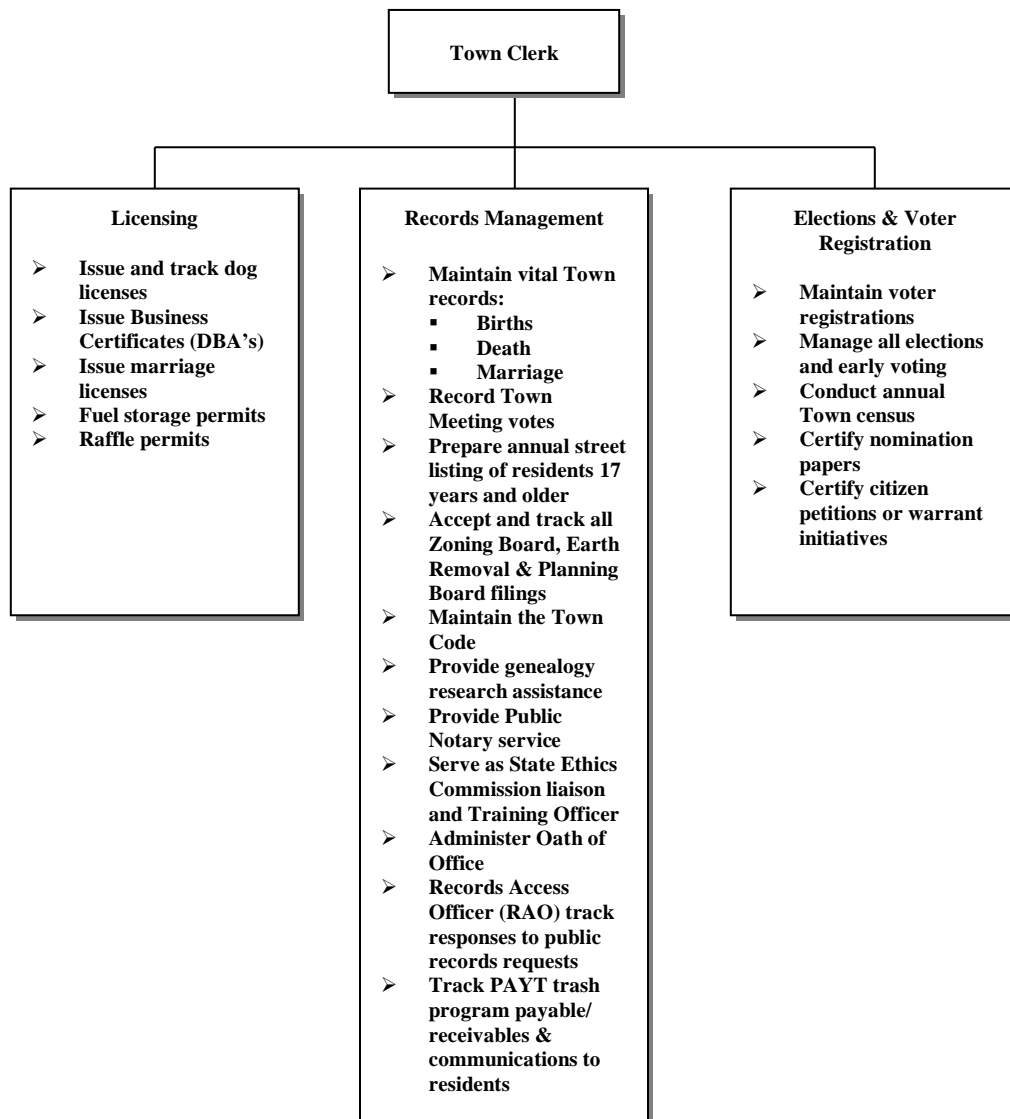 Town Clerk
Licensing
➢ Issue and track dog
licenses
➢ Issue Business
Certificates (DBA’s)
➢ Issue marriage
licenses
➢ Fuel storage permits
➢ Raffle permits
Records Management
➢ Maintain vital Town
records:
▪ Births
▪ Death
▪ Marriage
➢ Record Town
Meeting votes
➢ Prepare annual street
listing of residents 17
years and older
➢ Accept and track all
Zoning Board, Earth
Removal & Planning
Board filings
➢ Maintain the Town
Code
➢ Provide genealogy
research assistance
➢ Provide Public
Notary service
➢ Serve as State Ethics
Commission liaison
and Training Officer
➢ Administer Oath of
Office
➢ Records Access
Officer (RAO) track
responses to public
records requests
➢ Track PAYT trash
program payable/
receivables &
communications to
residents
Elections & Voter
Registration
➢ Maintain voter
registrations
➢ Manage all elections
and early voting
➢ Conduct annual
Town census
➢ Certify nomination
papers
➢ Certify citizen
petitions or warrant
initiatives